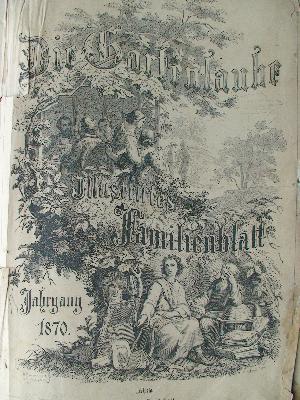 Die Gartenlaube
Illustrirtes
Familienblatt
Jahrgang
1870.